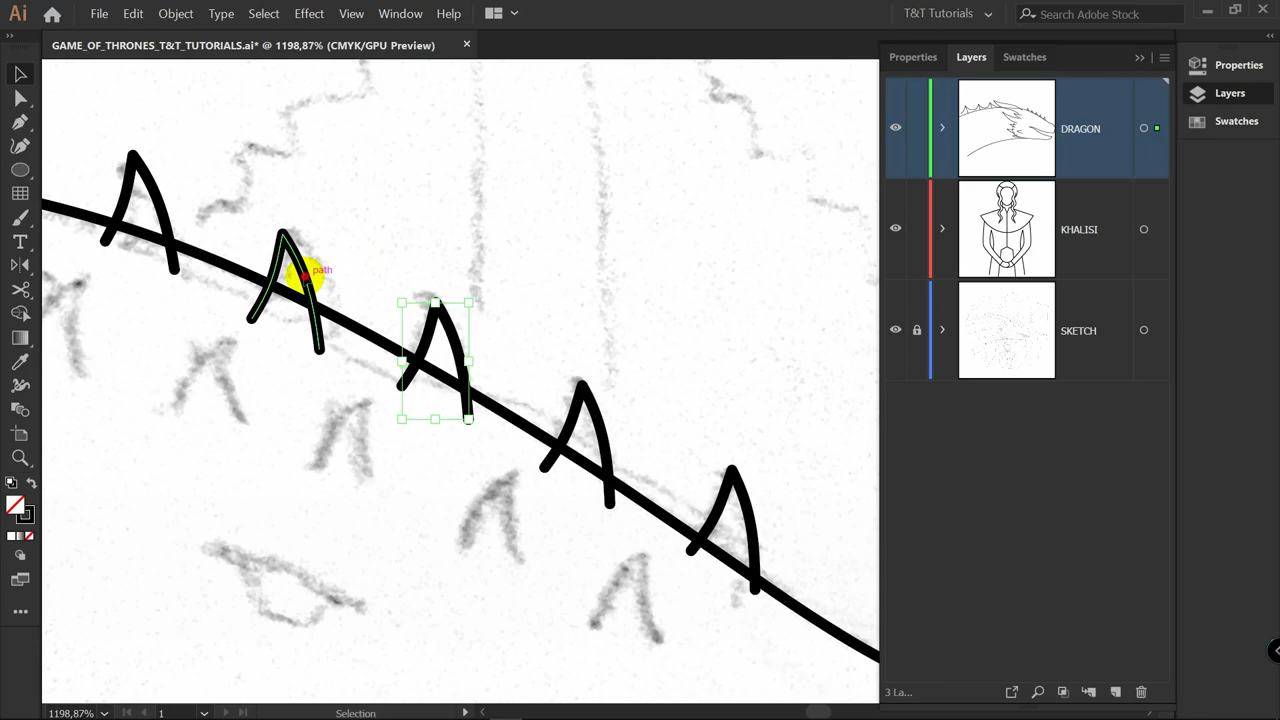 Ai File Edit Object Type Select Effect View Window Help T&T Tutorials Search Adobe Stock
GAME_OF_THRONES_T&T_TUTORIALS.ai* @ 1198,87% (CMYK/GPU Preview)
Properties Layers Swatches
Properties
Layers
Swatches
DRAGON
KHALISI
SKETCH
path
T
3 La...
1198,87% 1 Selection